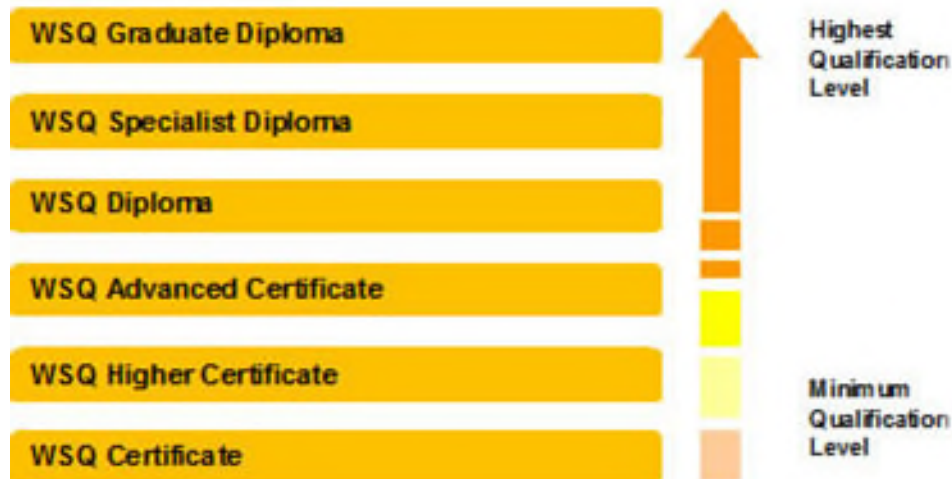 WSQ Graduate Diploma
Highest
Qualification
Level
WSQ Specialist Diploma
WSQ Diploma
WSQ Advanced Certificate
WSQ Higher Certificate
Minimum
Qualification
Level
WSQ Certificate